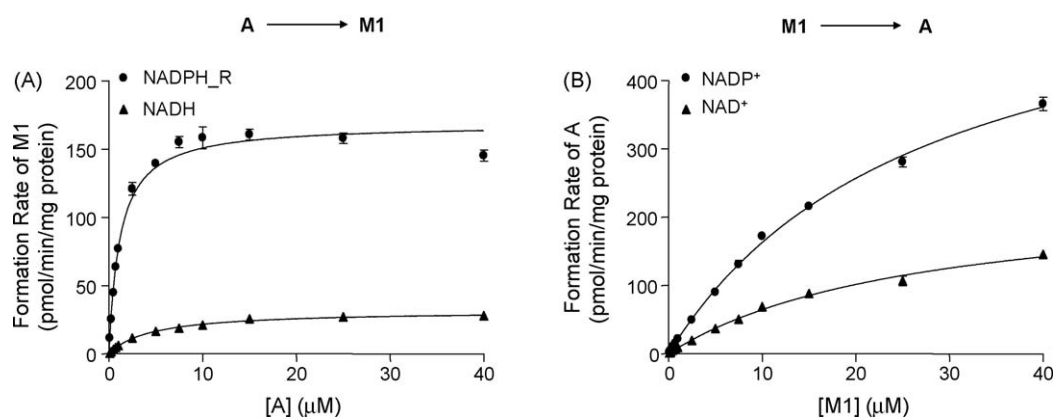 A ⟶ M1
M1 ⟶ A
(A)
NADPH_R
NADH
Formation Rate of M1
(pmol/min/mg protein)
200
150
100
50
0
0 10 20 30 40
[A] (µM)
(B)
NADP⁺
NAD⁺
Formation Rate of A
(pmol/min/mg protein)
400
300
200
100
0
0 10 20 30 40
[M1] (µM)